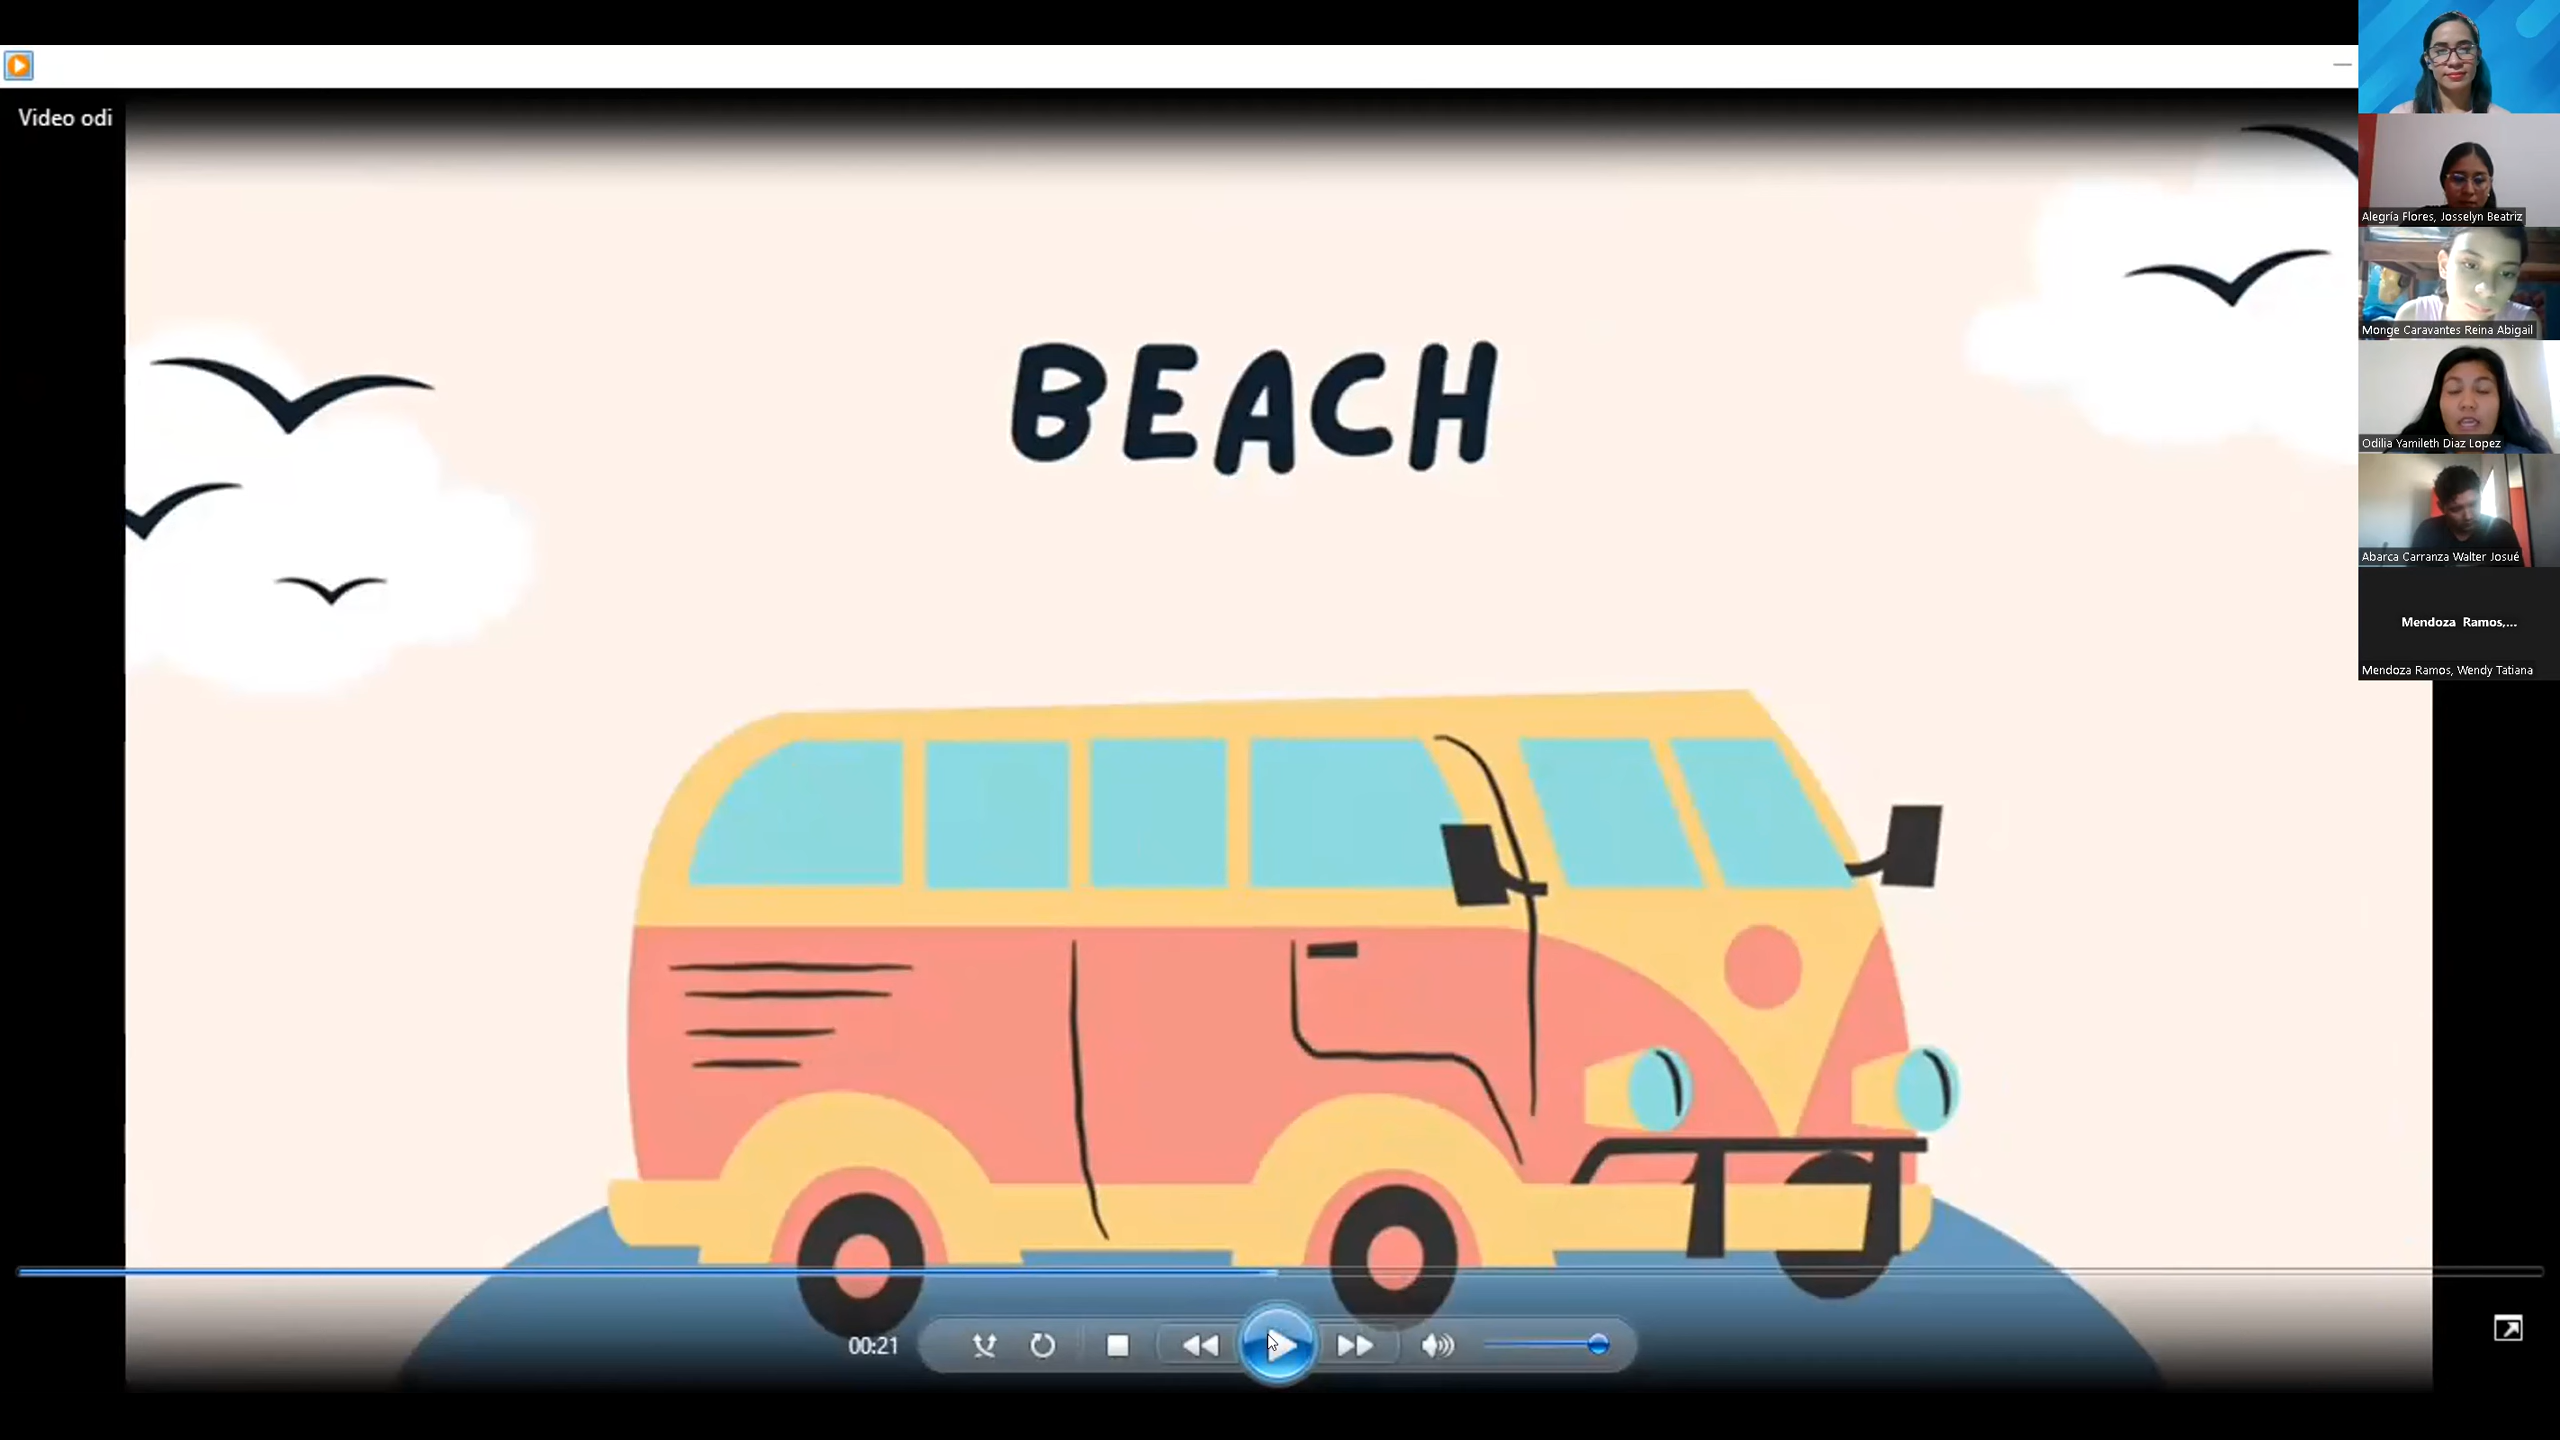 Video odi
BEACH
00:21
Alegría Flores, Josselyn Beatriz
Monge Caravantes Reina Abigail
Odilia Yamileth Diaz Lopez
Abarca Carranza Walter Josué
Mendoza Ramos,...
Mendoza Ramos, Wendy Tatiana